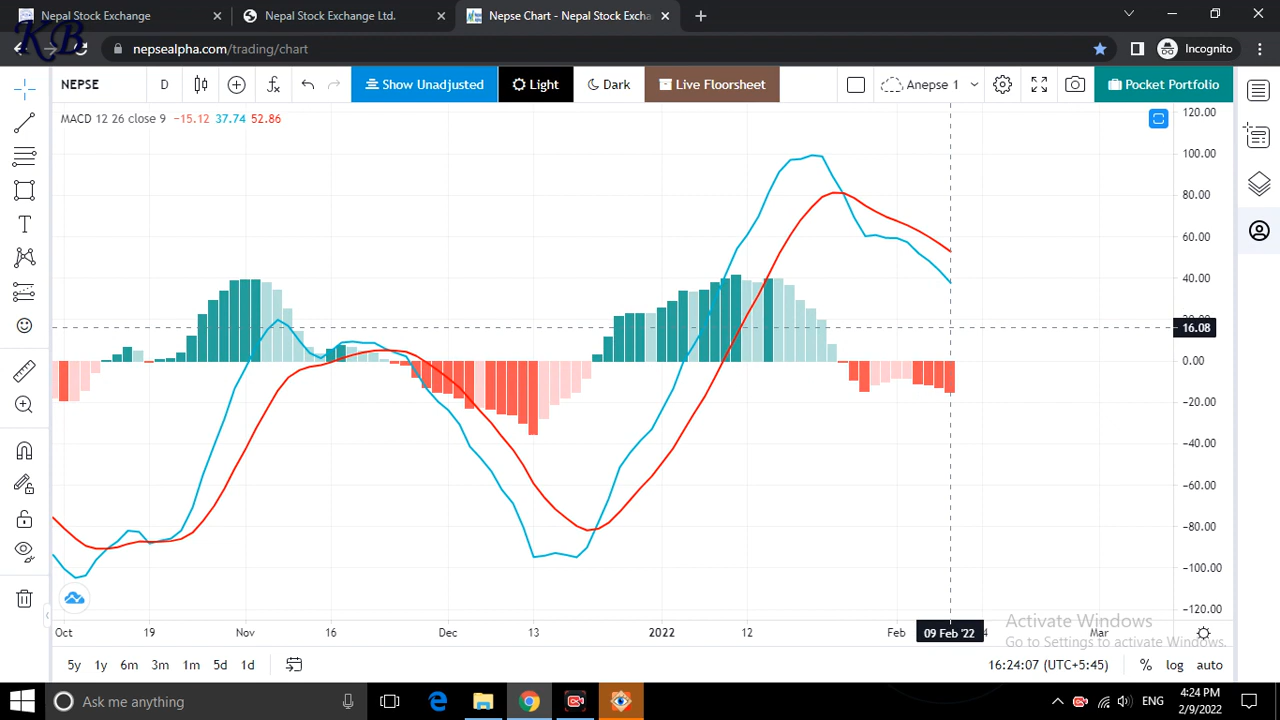 Nepal Stock Exchange
Nepal Stock Exchange Ltd.
Nepse Chart - Nepal Stock Excha
KB
nepsealpha.com/trading/chart
Incognito
NEPSE
D
Show Unadjusted
Light
Dark
Live Floorsheet
Anepse 1
Pocket Portfolio
MACD 12 26 close 9 −15.12 37.74 52.86
120.00
100.00
80.00
60.00
40.00
20.00
16.08
0.00
−20.00
−40.00
−60.00
−80.00
−100.00
−120.00
Oct
19
Nov
16
Dec
13
2022
12
Feb
09 Feb '22
4
Mar
Activate Windows
Go to Settings to activate Windows.
5y
1y
6m
3m
1m
5d
1d
16:24:07 (UTC+5:45)
%
log
auto
Ask me anything
ENG
4:24 PM
2/9/2022